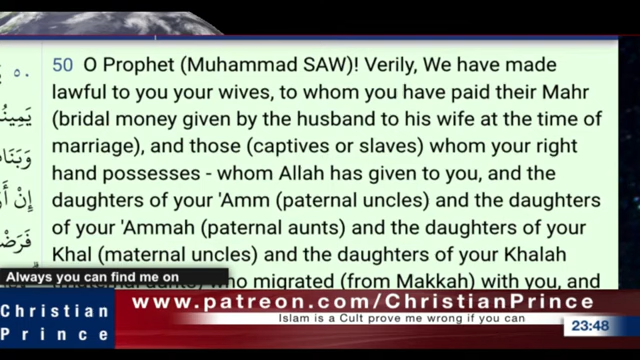 50 O Prophet (Muhammad SAW)! Verily, We have made
lawful to you your wives, to whom you have paid their Mahr
(bridal money given by the husband to his wife at the time of
marriage), and those (captives or slaves) whom your right
hand possesses - whom Allah has given to you, and the
daughters of your 'Amm (paternal uncles) and the daughters
of your 'Ammah (paternal aunts) and the daughters of your
Khal (maternal uncles) and the daughters of your Khalah
who migrated (from Makkah) with you, and
٥٠
وَبَنَا
إِنْ أَرَ
فَرَضْ
Always you can find me on
Christian
Prince
www.patreon.com/ChristianPrince
Islam is a Cult prove me wrong if you can
23:48